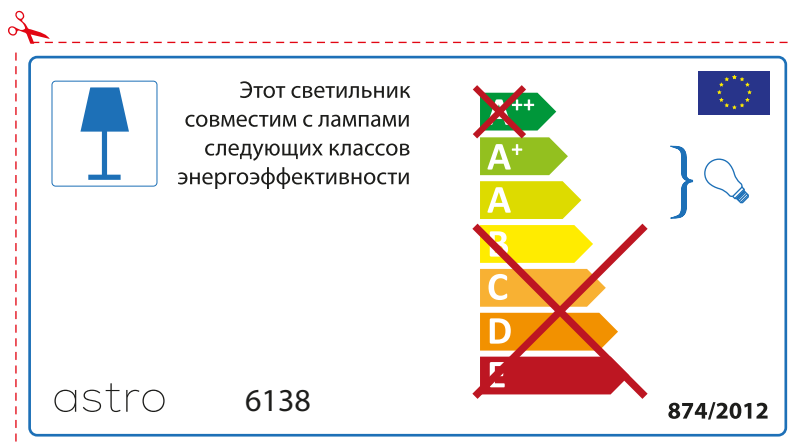 Этот светильник
совместим с лампами
следующих классов
энергоэффективности
A++
A+
A
B
C
D
E
astro
6138
874/2012